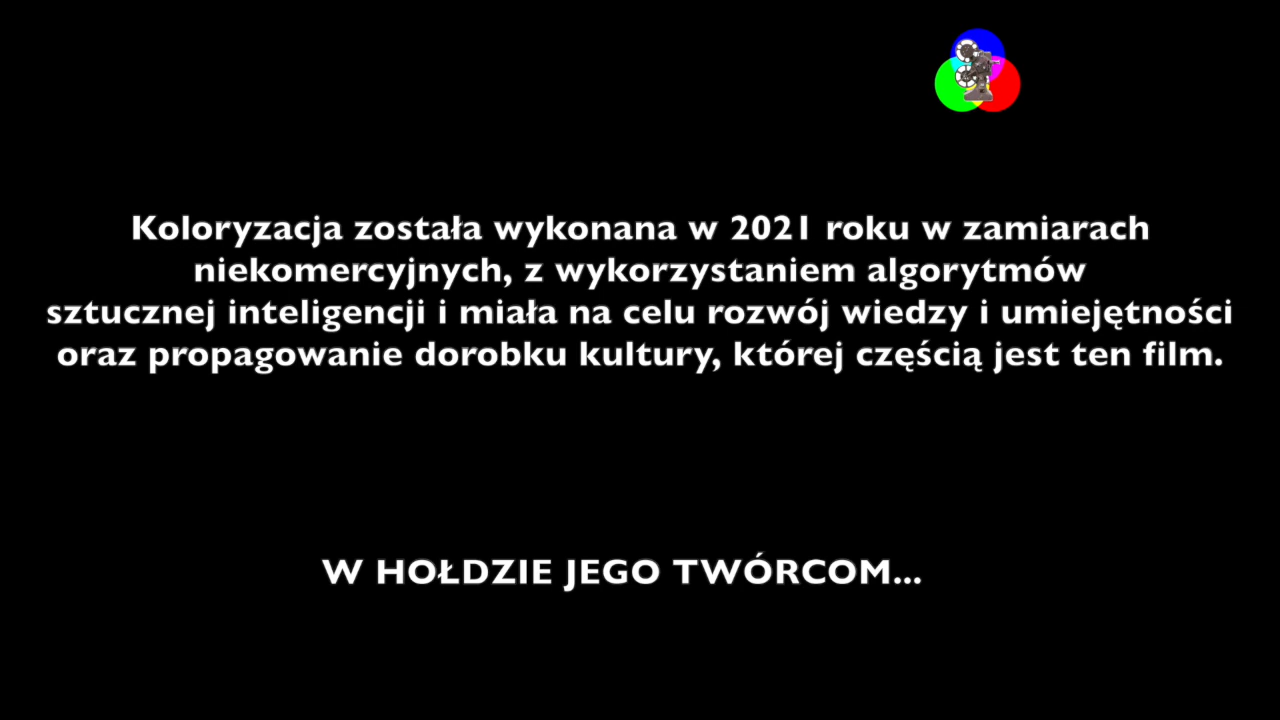 Koloryzacja została wykonana w 2021 roku w zamiarach
niekomercyjnych, z wykorzystaniem algorytmów
sztucznej inteligencji i miała na celu rozwój wiedzy i umiejętności
oraz propagowanie dorobku kultury, której częścią jest ten film.
W HOŁDZIE JEGO TWÓRCOM...